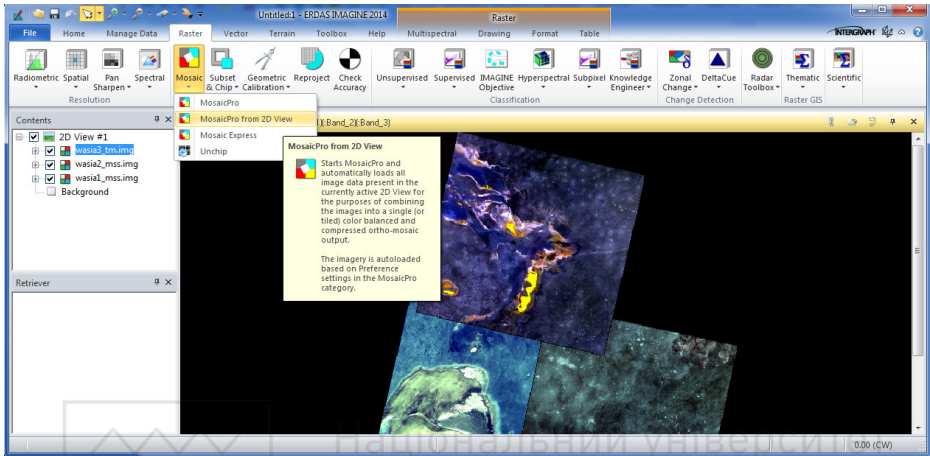 Untitled:1 - ERDAS IMAGINE 2014
Raster
File Home Manage Data Raster Vector Terrain Toolbox Help Multispectral Drawing Format Table
INTERGRAPH
Radiometric Spatial Pan Sharpen Spectral Mosaic Subset & Chip Geometric Calibration Reproject Check Accuracy Unsupervised Supervised IMAGINE Objective Hyperspectral Subpixel Knowledge Engineer Zonal Change DeltaCue Radar Toolbox Thematic Scientific
Resolution Classification Change Detection Raster GIS
Contents
2D View #1
wasia3_tm.img
wasia2_mss.img
wasia1_mss.img
Background
Retriever
MosaicPro
MosaicPro from 2D View
Mosaic Express
Unchip
)(:Band_2)(:Band_3)
MosaicPro from 2D View
Starts MosaicPro and
automatically loads all
image data present in the
currently active 2D View for
the purposes of combining
the images into a single (or
tiled) color balanced and
compressed ortho-mosaic
output.
The imagery is autoloaded
based on Preference
settings in the MosaicPro
category.
Національний
0.00 (CW)